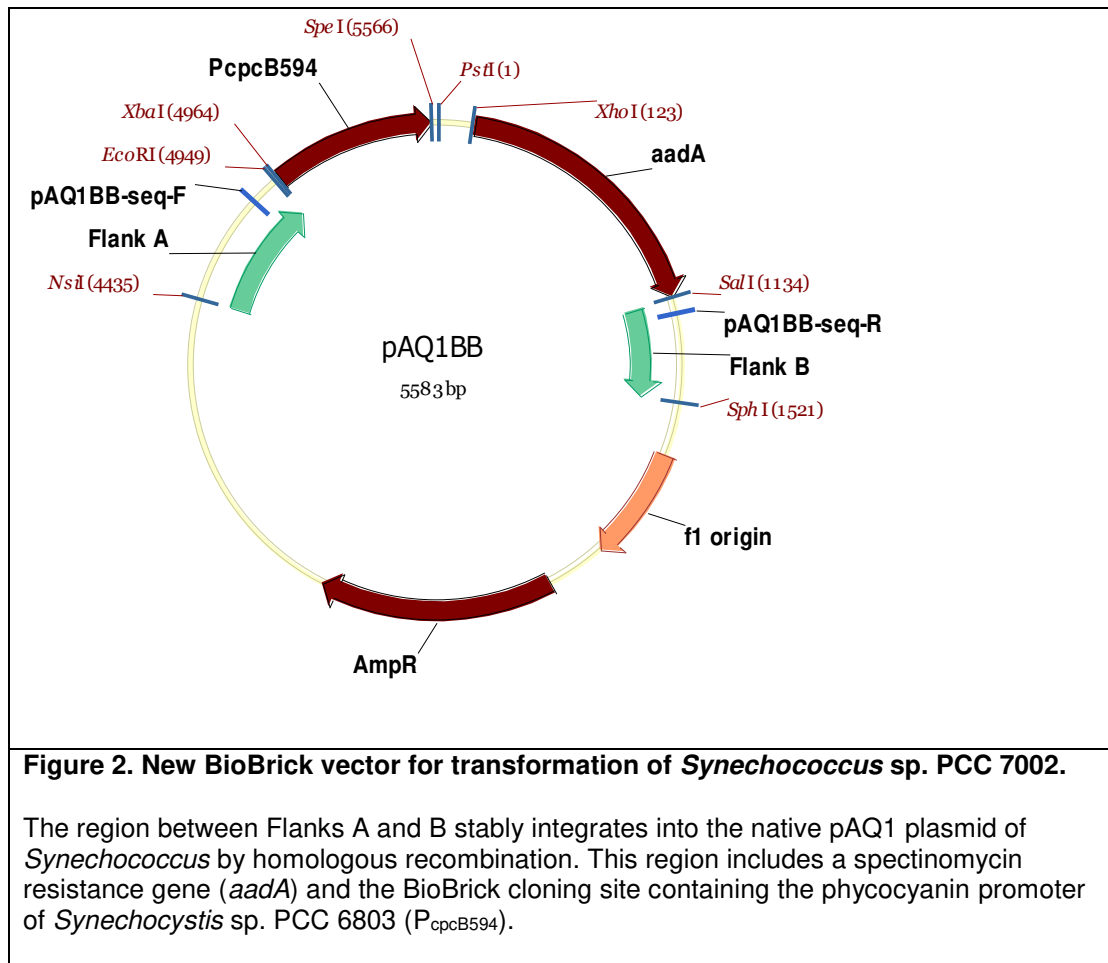 SpeI(5566)
PcpcB594
PstI(1)
XbaI(4964)
XhoI(123)
EcoRI(4949)
aadA
pAQ1BB-seq-F
Flank A
NsiI(4435)
SalI(1134)
pAQ1BB-seq-R
pAQ1BB
Flank B
5583 bp
SphI(1521)
f1 origin
AmpR
Figure 2. New BioBrick vector for transformation of Synechococcus sp. PCC 7002.
The region between Flanks A and B stably integrates into the native pAQ1 plasmid of
Synechococcus by homologous recombination. This region includes a spectinomycin
resistance gene (aadA) and the BioBrick cloning site containing the phycocyanin promoter
of Synechocystis sp. PCC 6803 (PcpcB594).